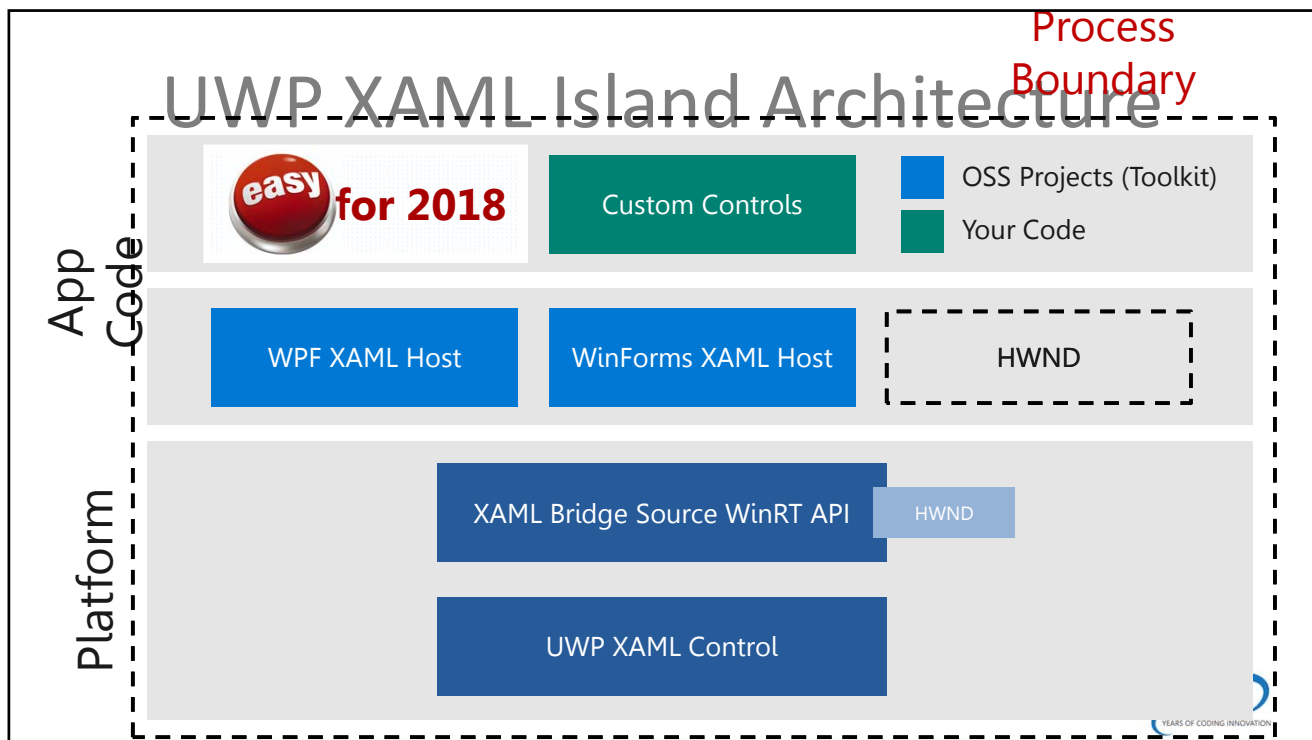 Process
Boundary
UWP XAML Island Architecture
easy
for 2018
Custom Controls
OSS Projects (Toolkit)
Your Code
App
Code
WPF XAML Host
WinForms XAML Host
HWND
Platform
XAML Bridge Source WinRT API
HWND
UWP XAML Control
YEARS OF CODING INNOVATION